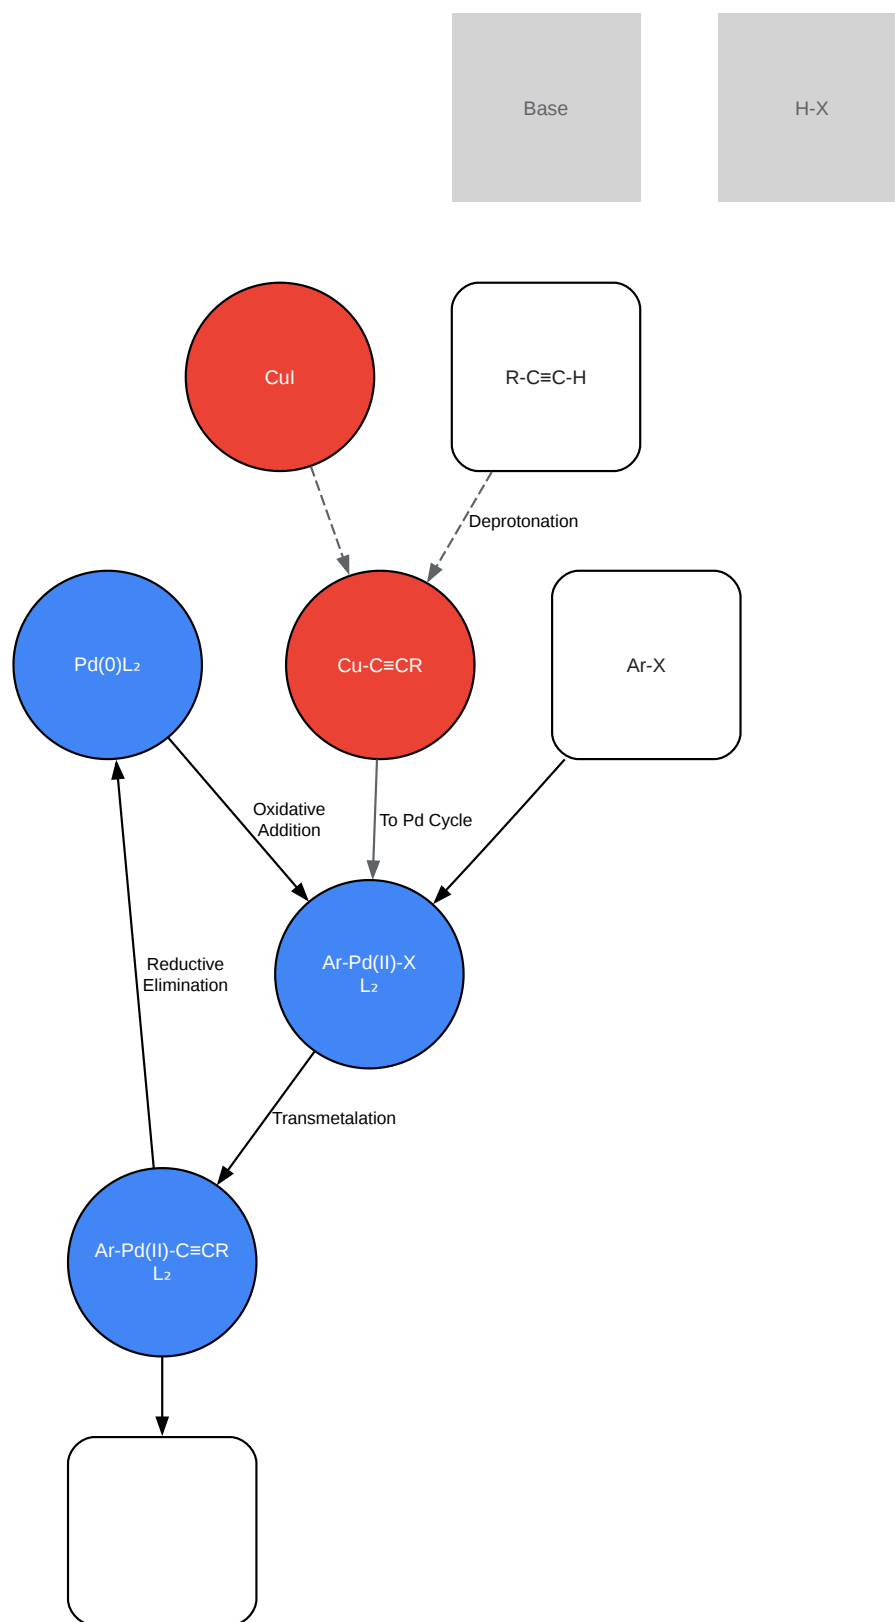 Base
H-X
CuI
R-C≡C-H
Deprotonation
Pd(0)L₂
Cu-C≡CR
Ar-X
Oxidative
Addition
To Pd Cycle
Reductive
Elimination
Ar-Pd(II)-X
L₂
Transmetalation
Ar-Pd(II)-C≡CR
L₂